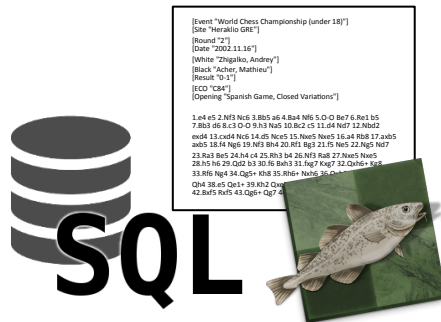 [Event "World Chess Championship (under 18)"]
[Site "Heraklio GRE"]
[Round "2"]
[Date "2002.11.16"]
[White "Zhigalko, Andrey"]
[Black "Acher, Mathieu"]
[Result "0-1"]
[ECO "C84"]
[Opening "Spanish Game, Closed Variations"]
1.e4 e5 2.Nf3 Nc6 3.Bb5 a6 4.Ba4 Nf6 5.O-O Be7 6.Re1 b5
7.Bb3 d6 8.c3 O-O 9.h3 Na5 10.Bc2 c5 11.d4 Nd7 12.Nbd2
exd4 13.cxd4 Nc6 14.d5 Nce5 15.Nxe5 Nxe5 16.a4 Rb8 17.axb5
axb5 18.f4 Ng6 19.Nf3 Bh4 20.Rf1 Bg3 21.f5 Ne5 22.Ng5 Nd7
23.Ra3 Be5 24.h4 c4 25.Rh3 b4 26.Nf3 Ra8 27.Nxe5 Nxe5
28.h5 h6 29.Qd2 b3 30.f6 Bxh3 31.fxg7 Kxg7 32.Qxh6+ Kg8
33.Rf6 Ng4 34.Qg5+ Kh8 35.Rh6+ Nxh6
Qh4 38.e5 Qe1+ 39.Kh2
42.Bxf5 Rxf5 43.Qg6+ Qg7
SQL